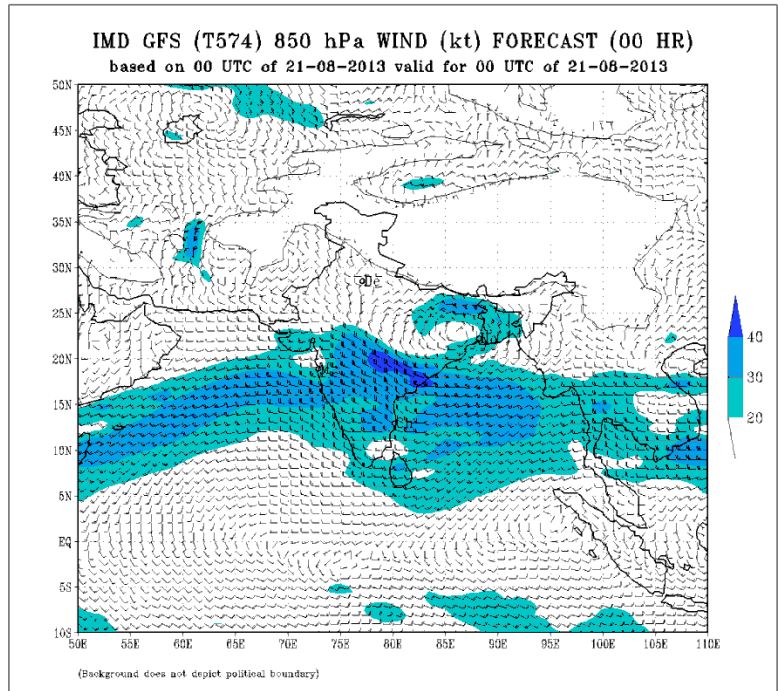 IMD GFS (T574) 850 hPa WIND (kt) FORECAST (00 HR)
based on 00 UTC of 21-08-2013 valid for 00 UTC of 21-08-2013
50N
45N
40N
35N
30N
25N
20N
15N
10N
5N
EQ
5S
10S
40
30
20
50E
55E
60E
65E
70E
75E
80E
85E
90E
95E
100E
105E
110E
(Background does not depict political boundary)